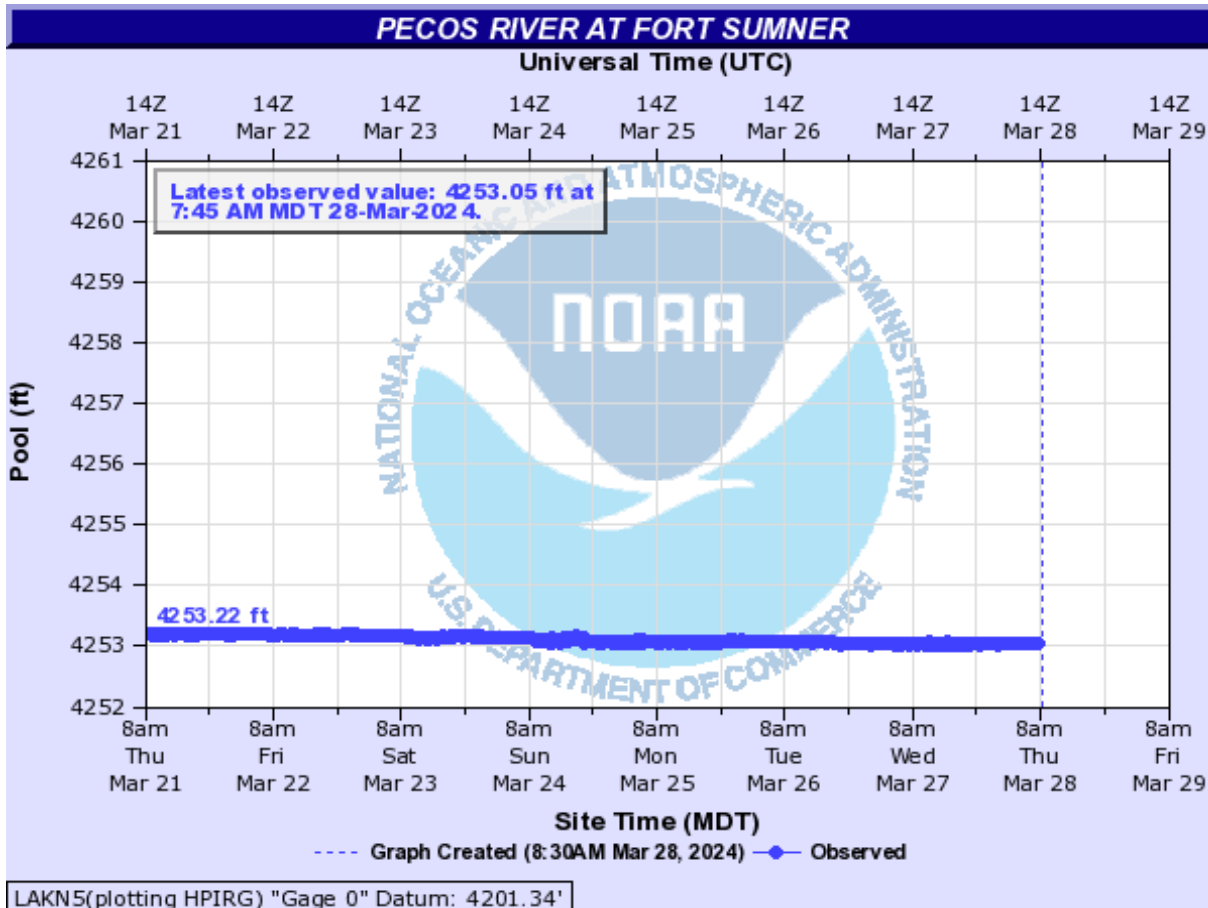 PECOS RIVER AT FORT SUMNER
Universal Time (UTC)
14Z 14Z 14Z 14Z 14Z 14Z 14Z 14Z 14Z
Mar 21 Mar 22 Mar 23 Mar 24 Mar 25 Mar 26 Mar 27 Mar 28 Mar 29
Latest observed value: 4253.05 ft at
7:45 AM MDT 28-Mar-2024.
NATIONAL OCEANIC AND ATMOSPHERIC ADMINISTRATION
NOAA
U.S. DEPARTMENT OF COMMERCE
Pool (ft)
4261
4260
4259
4258
4257
4256
4255
4254
4253
4252
4253.22 ft
8am 8am 8am 8am 8am 8am 8am 8am 8am
Thu Fri Sat Sun Mon Tue Wed Thu Fri
Mar 21 Mar 22 Mar 23 Mar 24 Mar 25 Mar 26 Mar 27 Mar 28 Mar 29
Site Time (MDT)
Graph Created (8:30AM Mar 28, 2024) Observed
LAKN5(plotting HPIRG) "Gage 0" Datum: 4201.34'